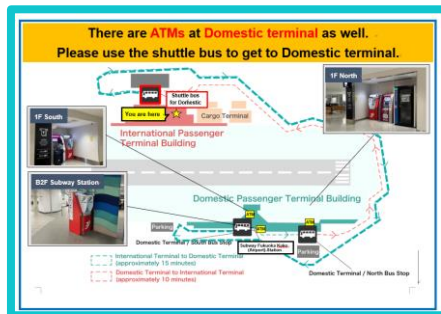 There are ATMs at Domestic terminal as well.
Please use the shuttle bus to get to Domestic terminal.
1F North
1F South
Shuttle bus
for Domestic
You are here
Cargo Terminal
International Passenger
Terminal Building
B2F Subway Station
Domestic Passenger Terminal Building
ATM
ATM
ATM
Parking
Parking
Domestic Terminal / South Bus Stop
Subway Fukuoka Kuko
(Airport) Station
Domestic Terminal / North Bus Stop
International Terminal to Domestic Terminal
(approximately 15 minutes)
Domestic Terminal to International Terminal
(approximately 10 minutes)